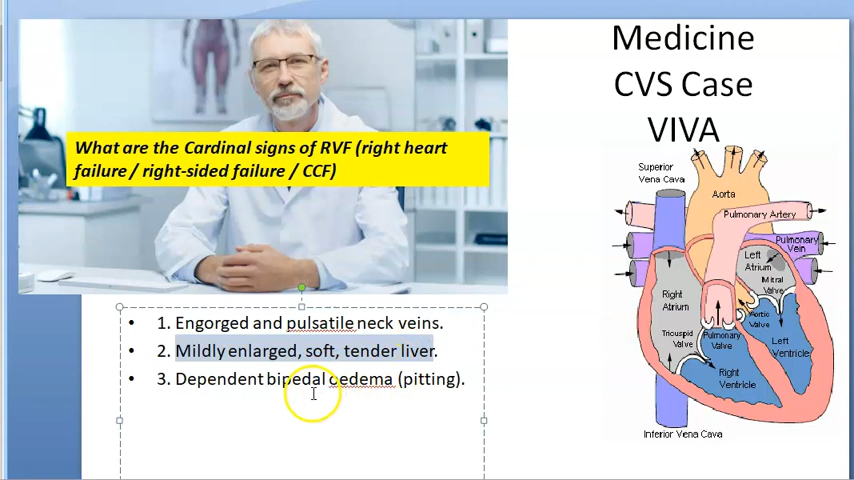 Medicine
CVS Case
VIVA
What are the Cardinal signs of RVF (right heart
failure / right-sided failure / CCF)
• 1. Engorged and pulsatile neck veins.
• 2. Mildly enlarged, soft, tender liver.
• 3. Dependent bipedal oedema (pitting).
Superior
Vena Cava
Aorta
Pulmonary Artery
Pulmonary
Vein
Left
Atrium
Mitral
Valve
Right
Atrium
Aortic
Valve
Tricuspid
Valve
Pulmonary
Valve
Left
Ventricle
Right
Ventricle
Inferior Vena Cava